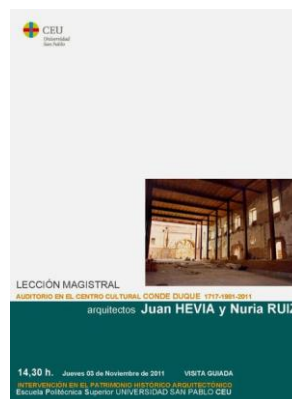 CEU
Universidad
San Pablo
LECCIÓN MAGISTRAL
AUDITORIO EN EL CENTRO CULTURAL CONDE DUQUE 1717-1981-2011
arquitectos Juan HEVIA y Nuria RUIZ
14,30 h. Jueves 03 de Noviembre de 2011 VISITA GUIADA
INTERVENCIÓN EN EL PATRIMONIO HISTÓRICO ARQUITECTÓNICO
Escuela Politécnica Superior UNIVERSIDAD SAN PABLO CEU